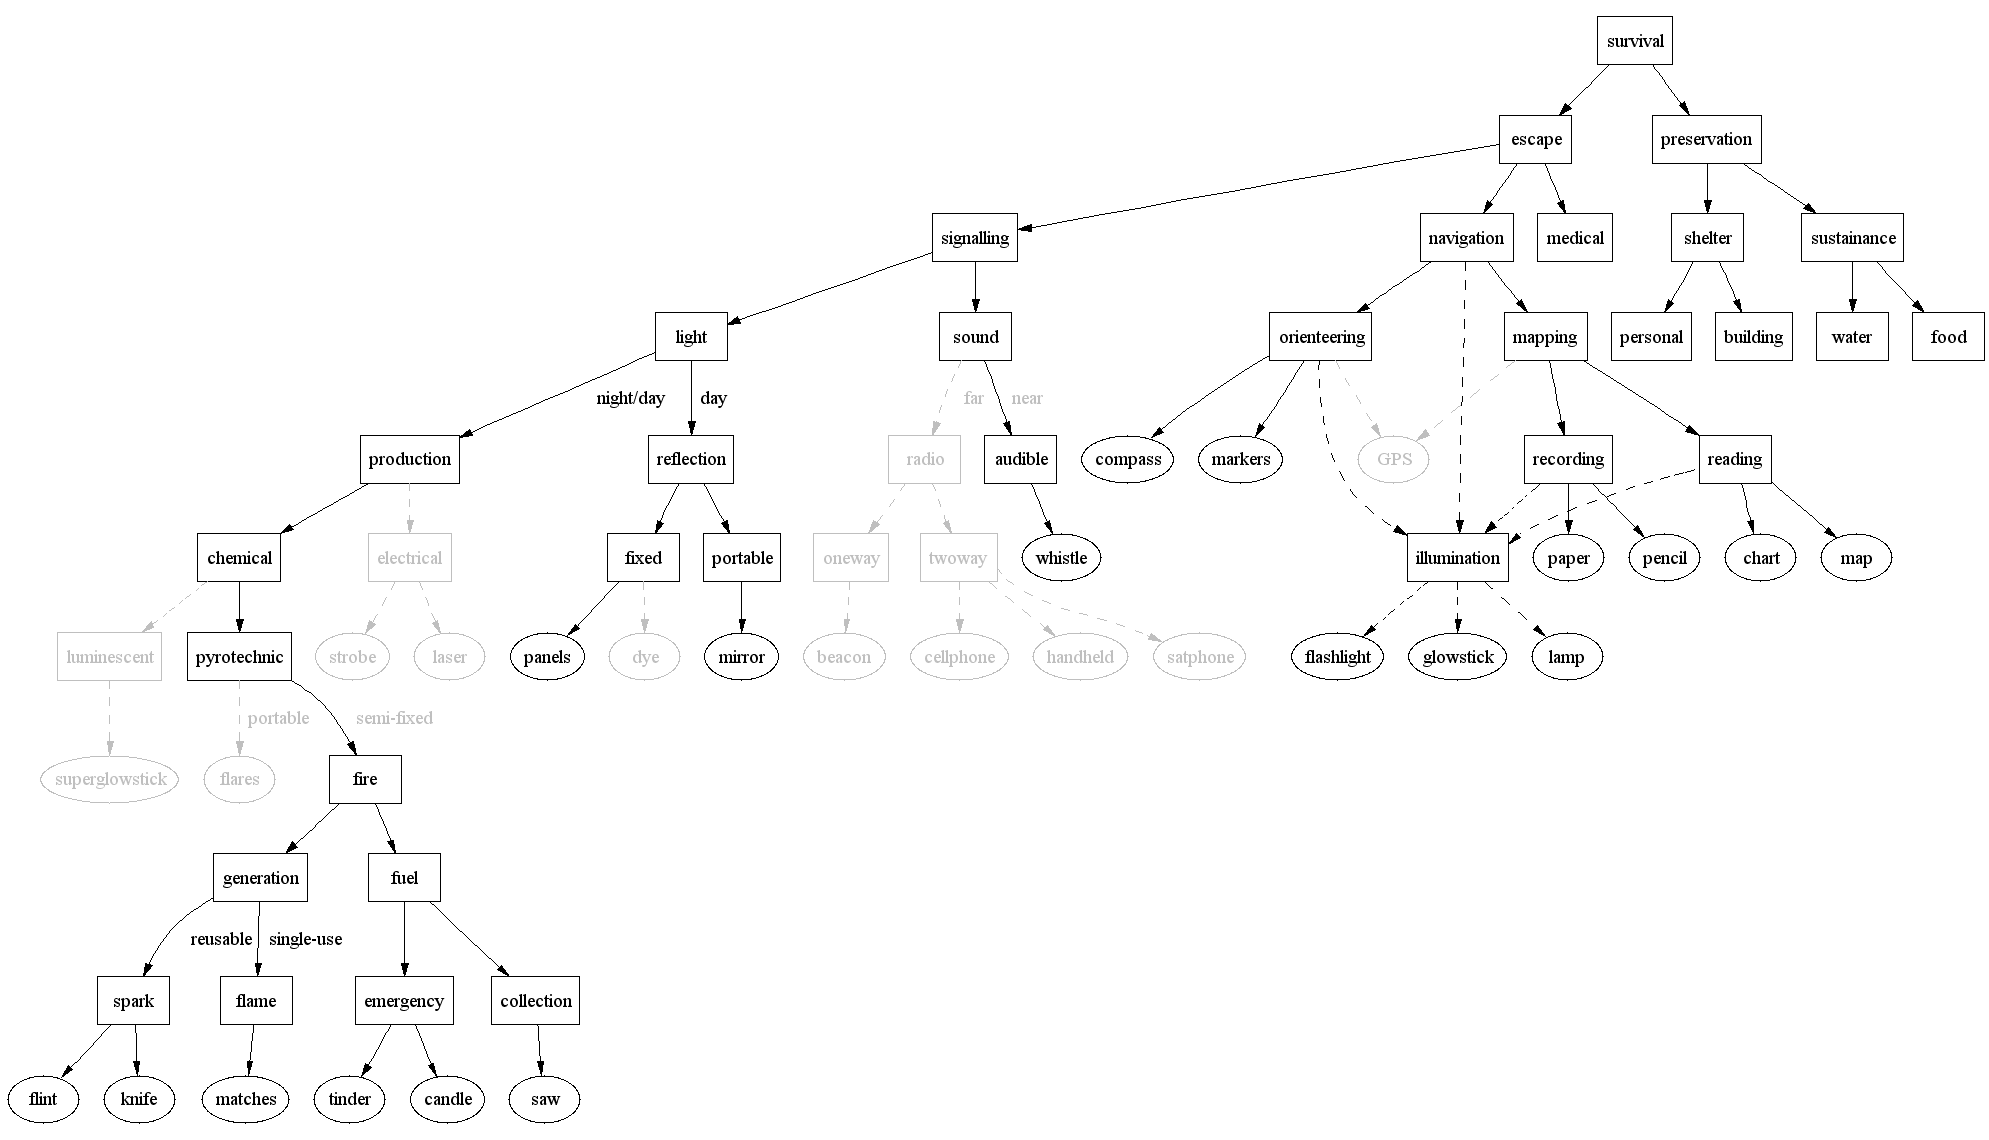 survival
escape
preservation
signalling
navigation
medical
shelter
sustainance
light
sound
orienteering
mapping
personal
building
water
food
night/day
day
far
near
production
reflection
radio
audible
compass
markers
GPS
recording
reading
chemical
electrical
fixed
portable
oneway
twoway
whistle
illumination
paper
pencil
chart
map
luminescent
pyrotechnic
strobe
laser
panels
dye
mirror
beacon
cellphone
handheld
satphone
flashlight
glowstick
lamp
portable
semi-fixed
superglowstick
flares
fire
generation
fuel
reusable
single-use
spark
flame
emergency
collection
flint
knife
matches
tinder
candle
saw